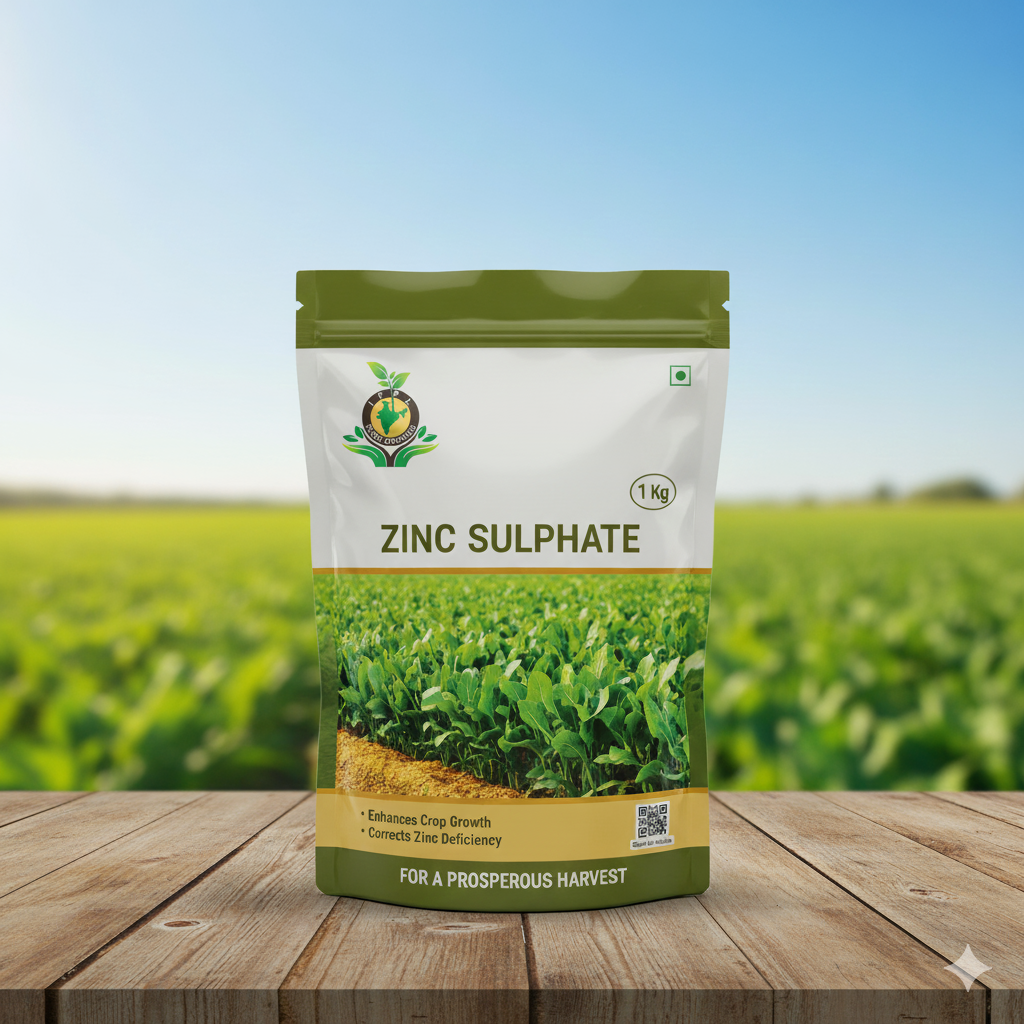 I P P L
1 Kg
ZINC SULPHATE
• Enhances Crop Growth
• Corrects Zinc Deficiency
FOR A PROSPEROUS HARVEST